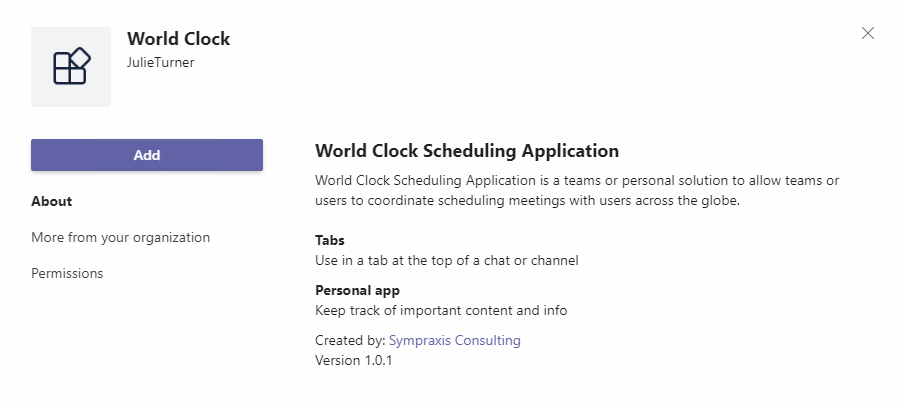 World Clock
JulieTurner
Add
About
More from your organization
Permissions
World Clock Scheduling Application
World Clock Scheduling Application is a teams or personal solution to allow teams or
users to coordinate scheduling meetings with users across the globe.
Tabs
Use in a tab at the top of a chat or channel
Personal app
Keep track of important content and info
Created by: Sympraxis Consulting
Version 1.0.1